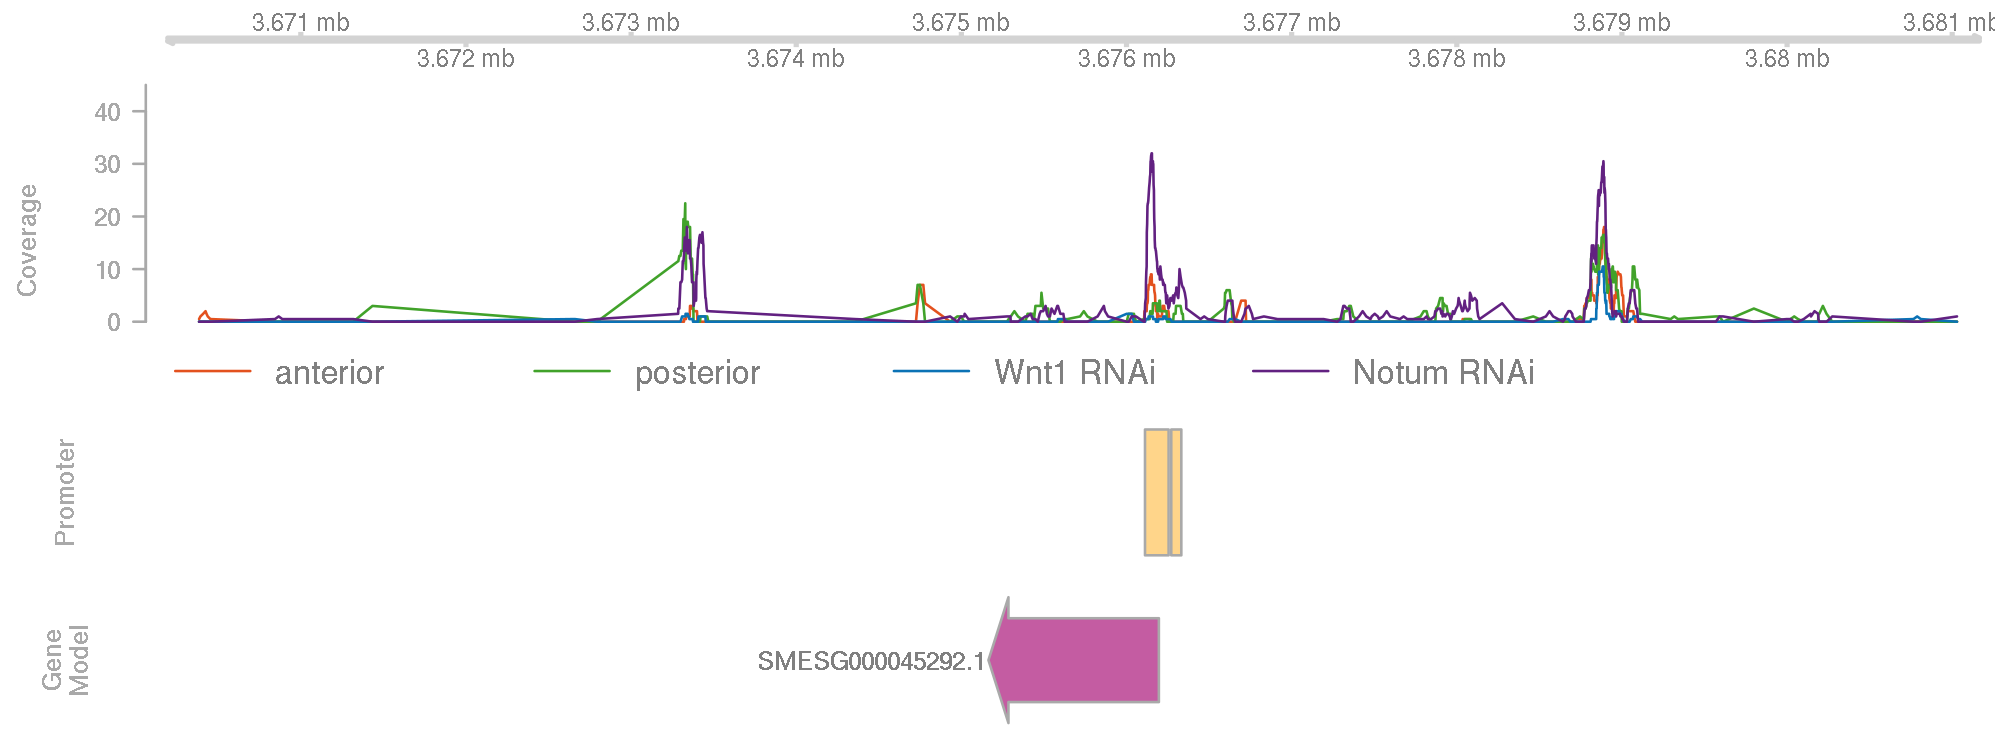 3.671 mb 3.673 mb 3.675 mb 3.677 mb 3.679 mb 3.681 mb
3.672 mb 3.674 mb 3.676 mb 3.678 mb 3.68 mb
Coverage
40
30
20
10
0
anterior posterior Wnt1 RNAi Notum RNAi
Promoter
Gene
Model
SMESG000045292.1